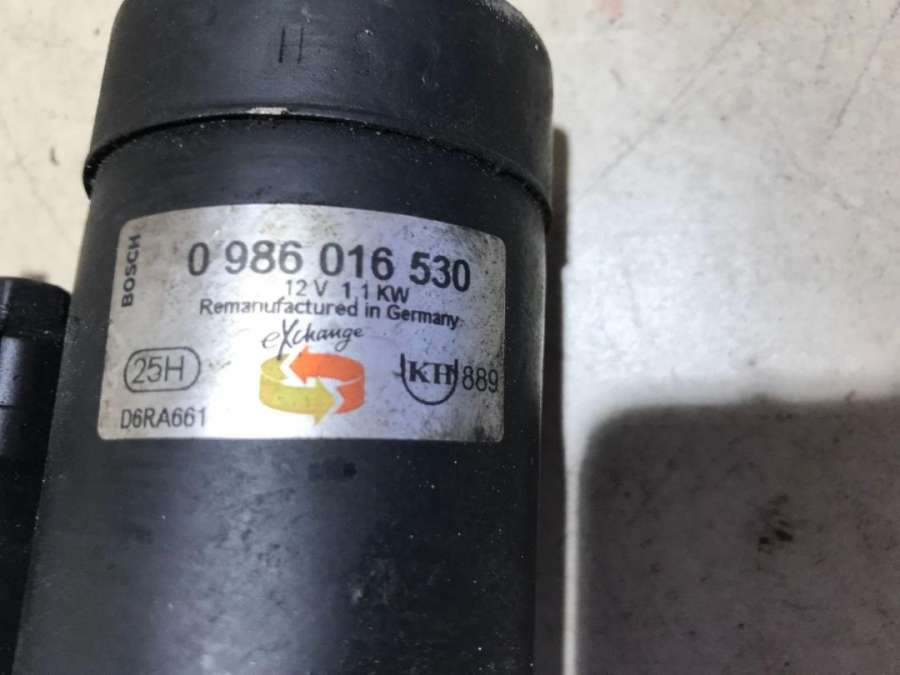 H
BOSCH
0 986 016 530
12 V 1.1 KW
Remanufactured in Germany
eXchange
25H
KH 889
D6RA661